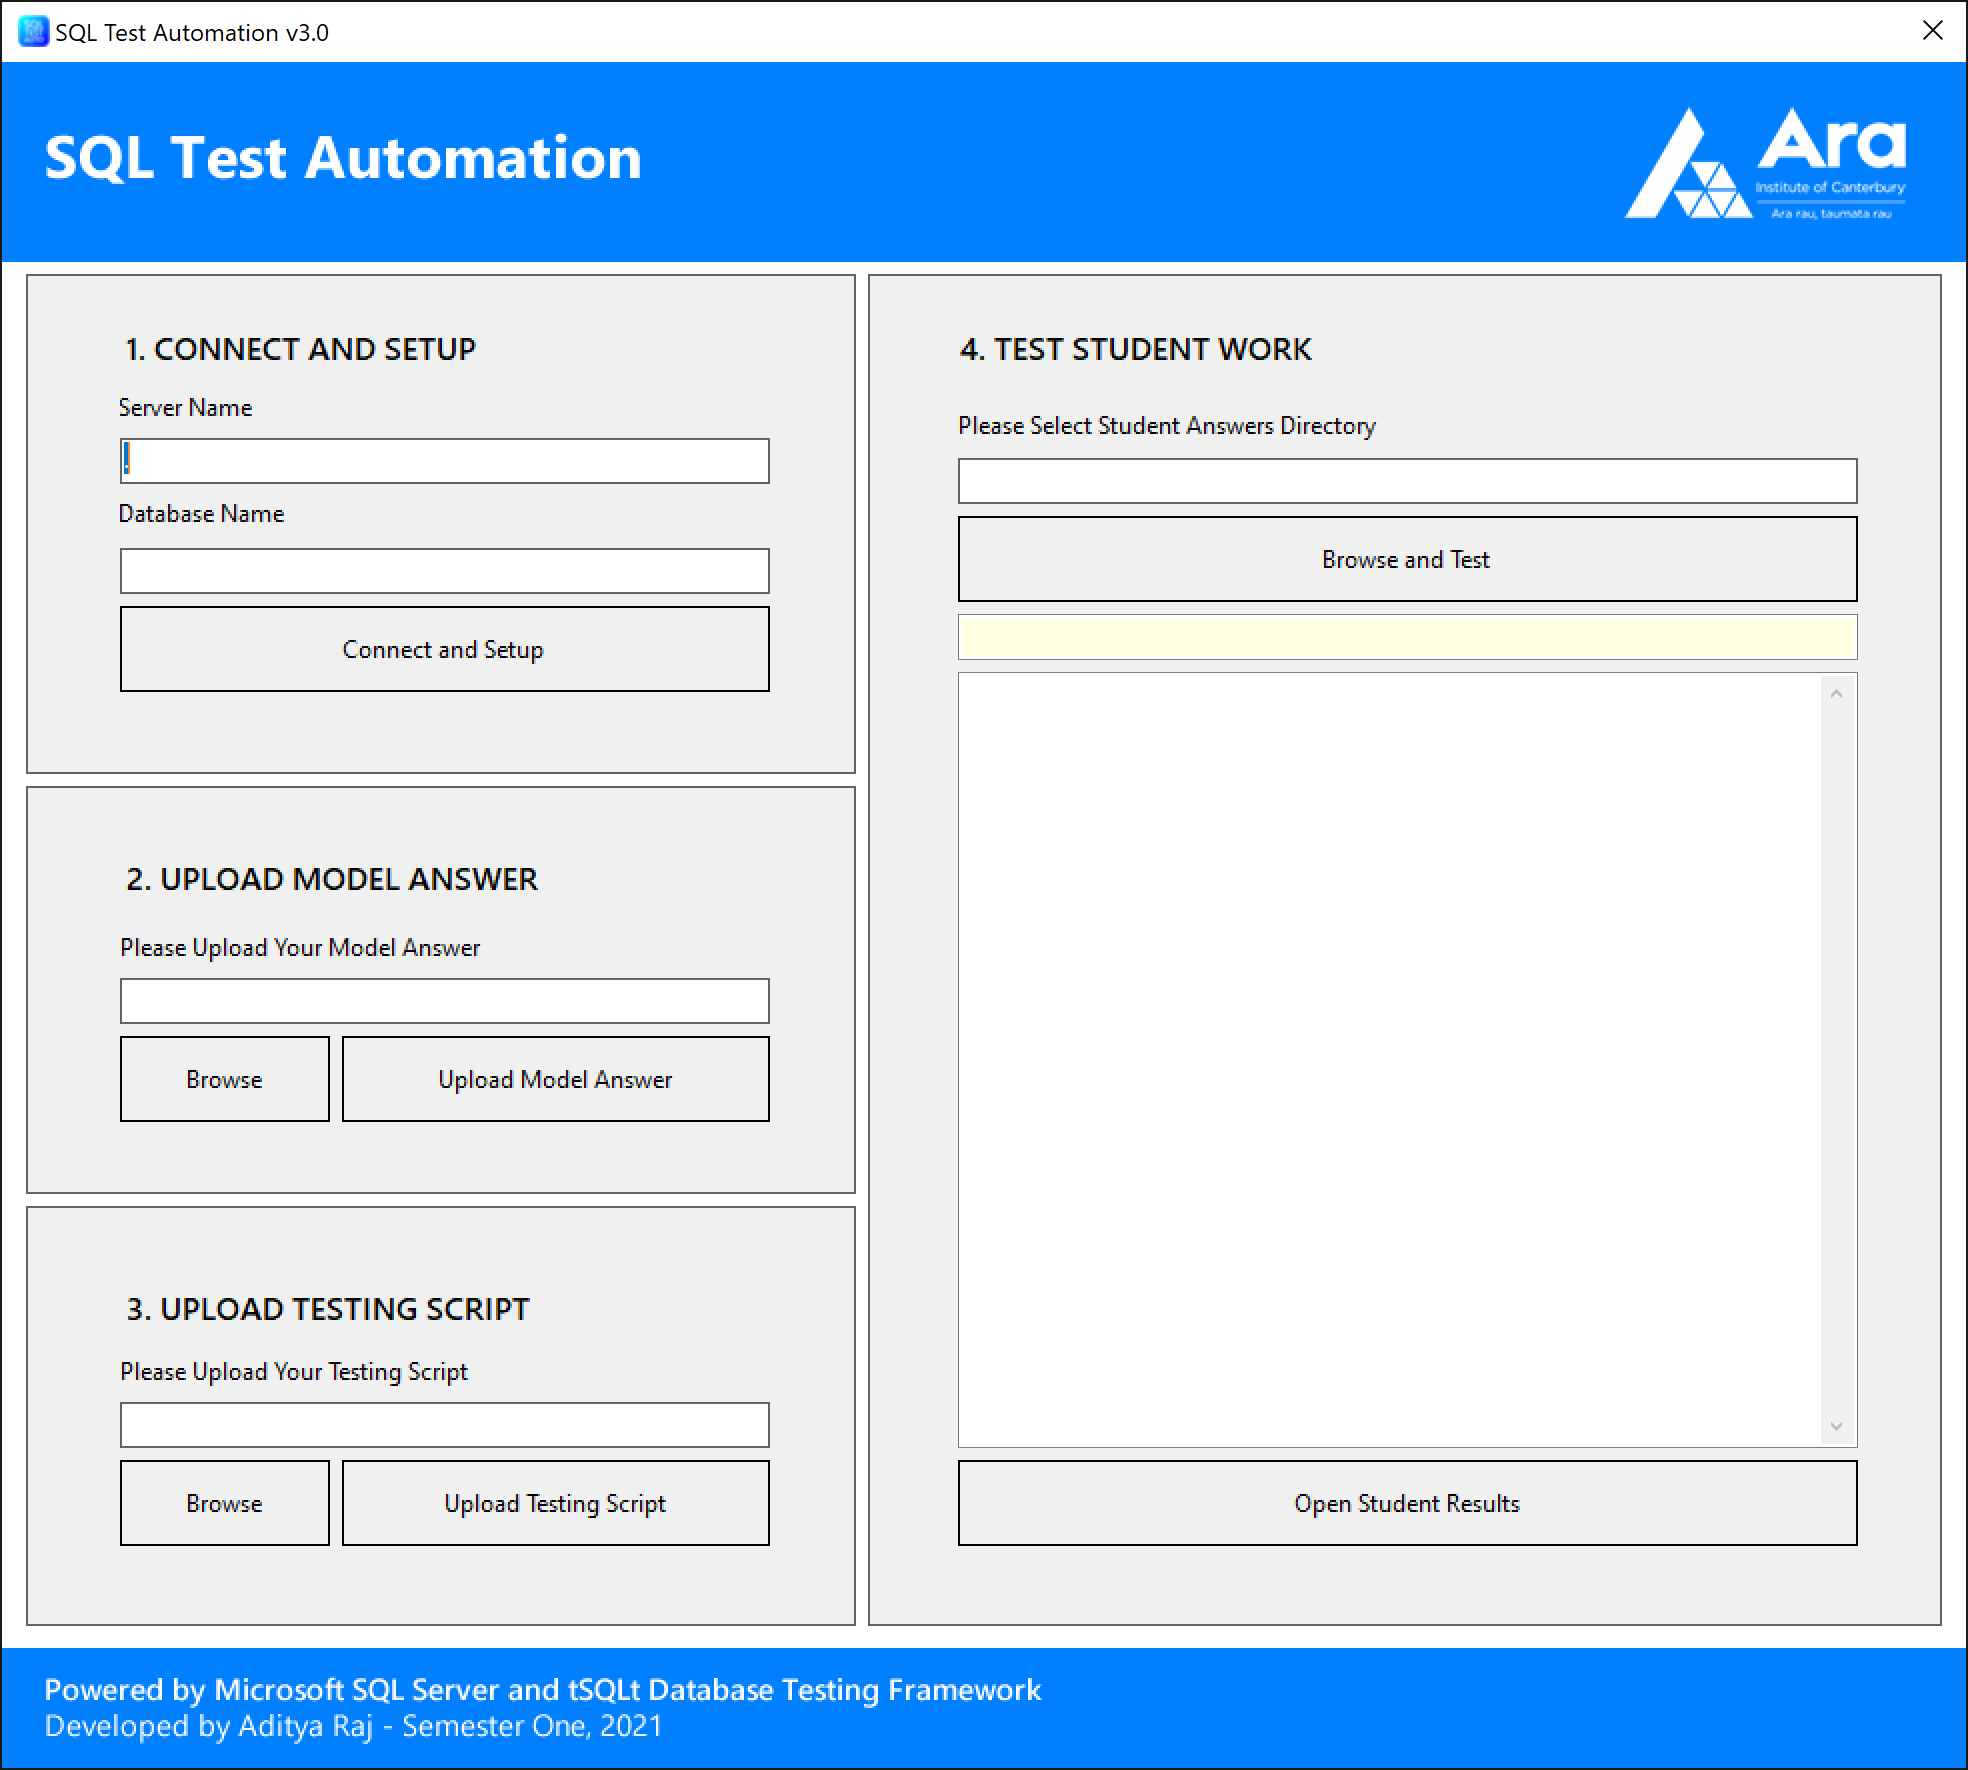 SQL Test Automation v3.0
SQL Test Automation
Ara
Institute of Canterbury
Ara rau, taumata rau
1. CONNECT AND SETUP
Server Name
.
Database Name
Connect and Setup
2. UPLOAD MODEL ANSWER
Please Upload Your Model Answer
Browse
Upload Model Answer
3. UPLOAD TESTING SCRIPT
Please Upload Your Testing Script
Browse
Upload Testing Script
4. TEST STUDENT WORK
Please Select Student Answers Directory
Browse and Test
Open Student Results
Powered by Microsoft SQL Server and tSQLt Database Testing Framework
Developed by Aditya Raj - Semester One, 2021